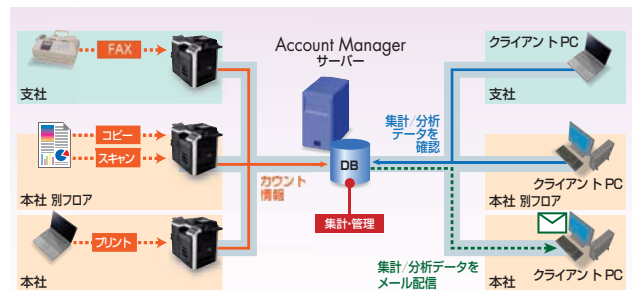 FAX
支社
コピー
スキャン
本社 別フロア
プリント
本社
Account Manager
サーバー
DB
カウント
情報
集計・管理
集計/分析
データを
確認
集計/分析データを
メール配信
クライアントPC
支社
クライアントPC
本社 別フロア
本社
クライアントPC